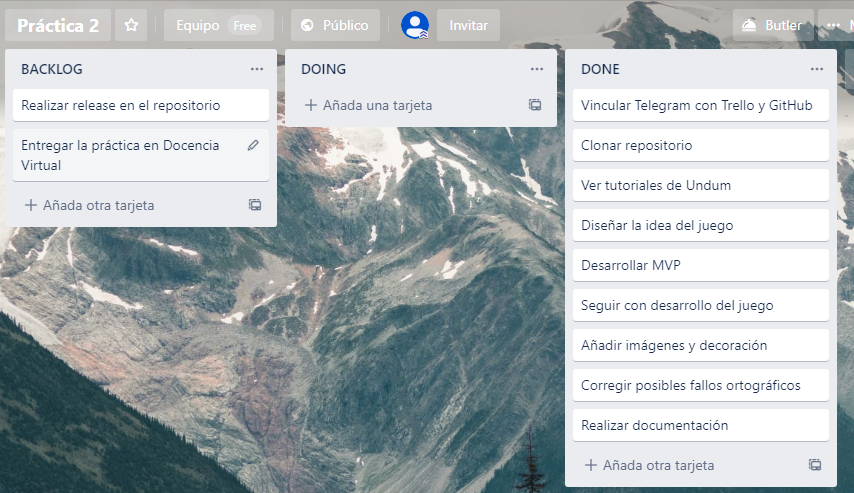 Práctica 2
Equipo Free
Público
Invitar
Butler
BACKLOG
Realizar release en el repositorio
Entregar la práctica en Docencia
Virtual
Añada otra tarjeta
DOING
Añada una tarjeta
DONE
Vincular Telegram con Trello y GitHub
Clonar repositorio
Ver tutoriales de Undum
Diseñar la idea del juego
Desarrollar MVP
Seguir con desarrollo del juego
Añadir imágenes y decoración
Corregir posibles fallos ortográficos
Realizar documentación
Añada otra tarjeta